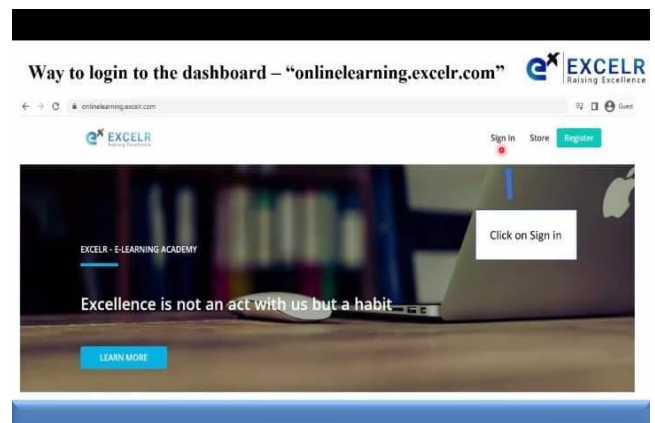 Way to login to the dashboard – “onlinelearning.excelr.com”
EXCELR
Raising Excellence
onlinelearning.excelr.com
Guest
EXCELR
Raising Excellence
Sign In Store Register
Click on Sign in
EXCELR - E-LEARNING ACADEMY
Excellence is not an act with us but a habit
LEARN MORE